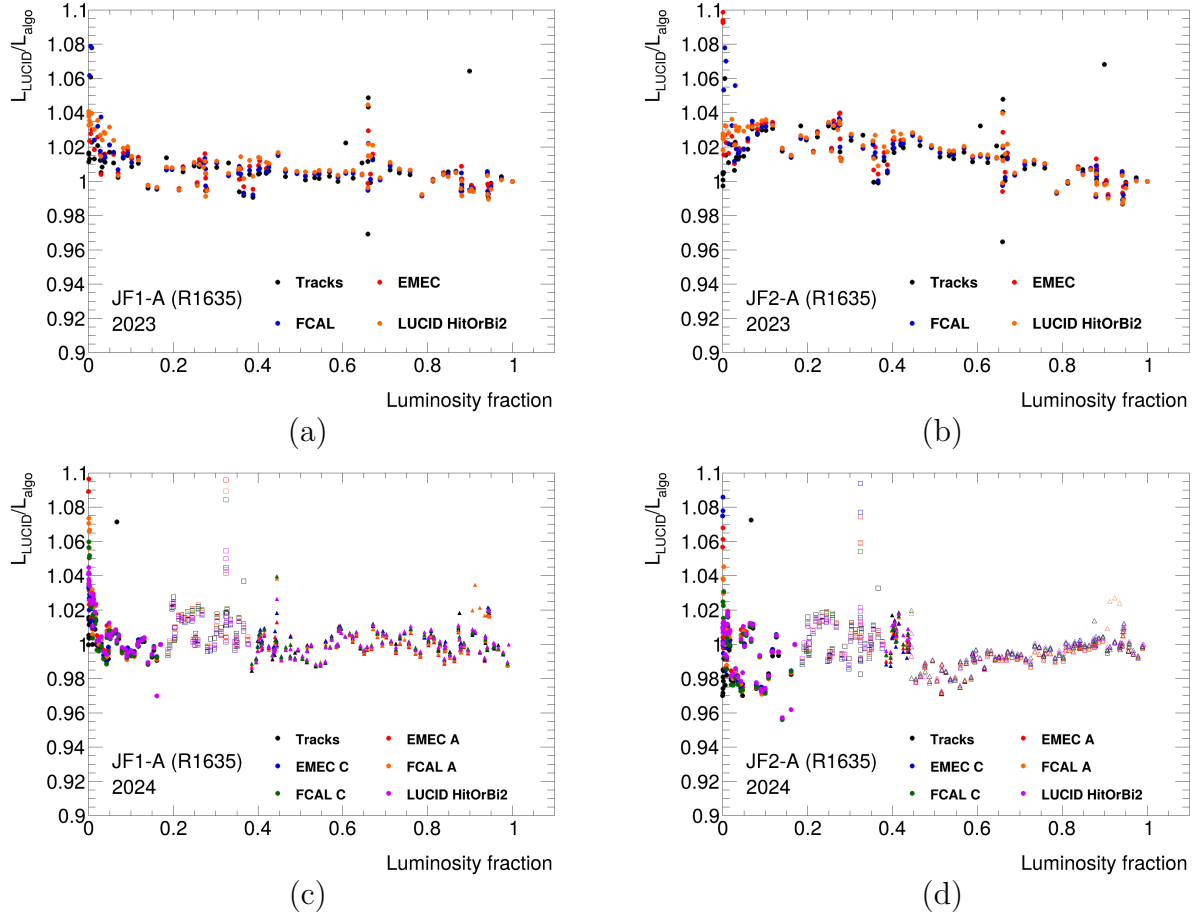 L_LUCID/L_algo
1.1
1.08
1.06
1.04
1.02
1
0.98
0.96
0.94
0.92
0.9
JF1-A (R1635)
2023
Tracks
EMEC
FCAL
LUCID HitOrBi2
0 0.2 0.4 0.6 0.8 1
Luminosity fraction
(a)
L_LUCID/L_algo
1.1
1.08
1.06
1.04
1.02
1
0.98
0.96
0.94
0.92
0.9
JF2-A (R1635)
2023
Tracks
EMEC
FCAL
LUCID HitOrBi2
0 0.2 0.4 0.6 0.8 1
Luminosity fraction
(b)
L_LUCID/L_algo
1.1
1.08
1.06
1.04
1.02
1
0.98
0.96
0.94
0.92
0.9
JF1-A (R1635)
2024
Tracks
EMEC A
EMEC C
FCAL A
FCAL C
LUCID HitOrBi2
0 0.2 0.4 0.6 0.8 1
Luminosity fraction
(c)
L_LUCID/L_algo
1.1
1.08
1.06
1.04
1.02
1
0.98
0.96
0.94
0.92
0.9
JF2-A (R1635)
2024
Tracks
EMEC A
EMEC C
FCAL A
FCAL C
LUCID HitOrBi2
0 0.2 0.4 0.6 0.8 1
Luminosity fraction
(d)